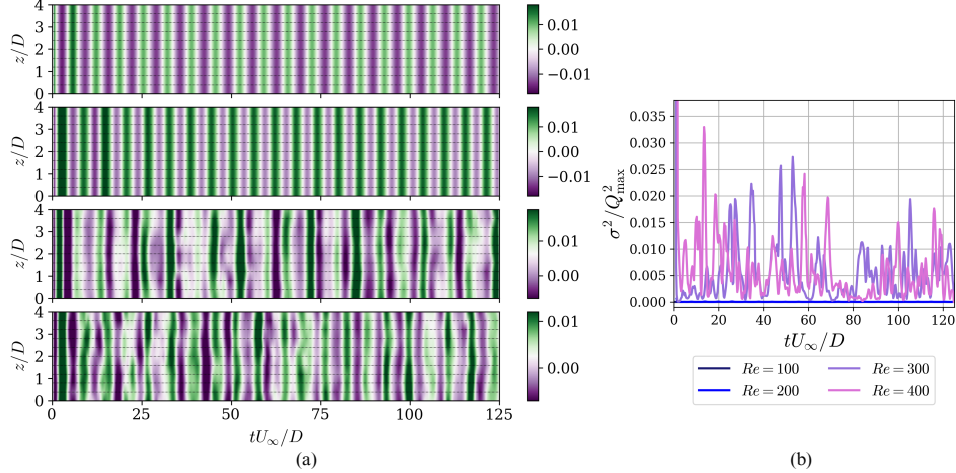 4
3
2
1
0
z/D
0.01
0.00
−0.01
4
3
2
1
0
z/D
0.01
0.00
−0.01
4
3
2
1
0
z/D
0.01
0.00
4
3
2
1
0
z/D
0.01
0.00
0 25 50 75 100 125
tU∞/D
(a)
0.035
0.030
0.025
0.020
0.015
0.010
0.005
0.000
σ²/Q²max
0 20 40 60 80 100 120
tU∞/D
Re = 100 Re = 300
Re = 200 Re = 400
(b)